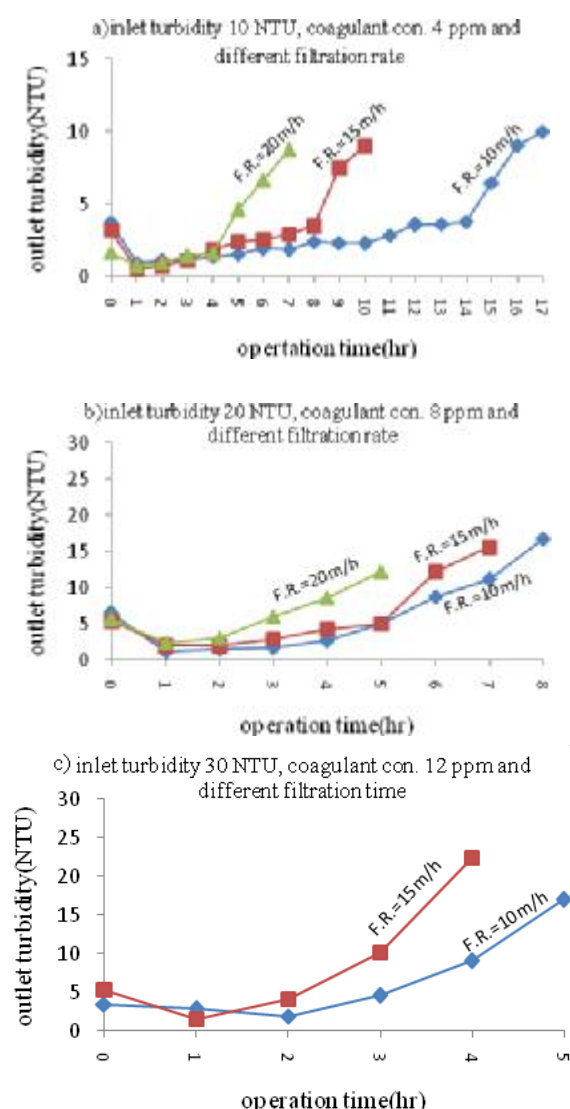 a)inlet turbidity 10 NTU, coagulant con. 4 ppm and
different filtration rate
15
10
5
0
outlet turbidity(NTU)
F.R.=20m/h
F.R.=15m/h
F.R.=10m/h
0 1 2 3 4 5 6 7 8 9 10 11 12 13 14 15 16 17
opertation time(hr)
b)inlet turbidity 20 NTU, coagulant con. 8 ppm and
different filtration rate
30
25
20
15
10
5
0
outlet turbidity(NTU)
F.R.=20m/h
F.R.=15m/h
F.R.=10m/h
0 1 2 3 4 5 6 7 8
operation time(hr)
c) inlet turbidity 30 NTU, coagulant con. 12 ppm and
different filtration time
30
25
20
15
10
5
0
outlet turbidity(NTU)
F.R.=15m/h
F.R.=10m/h
0 1 2 3 4 5
operation time(hr)